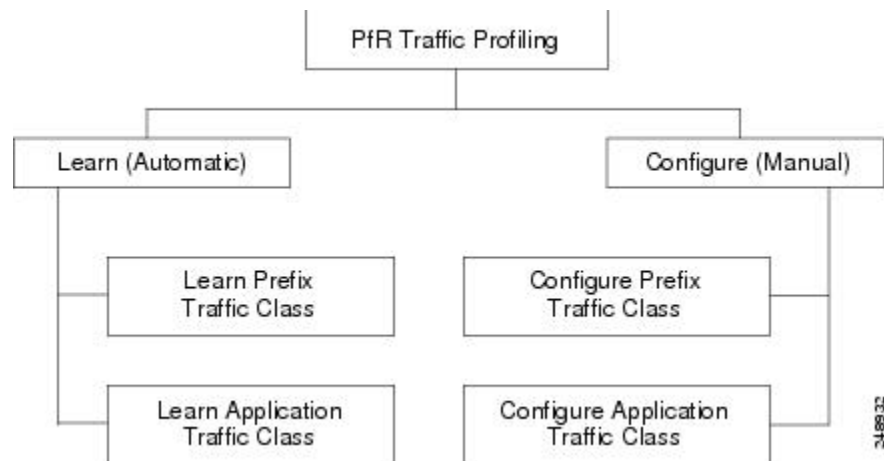 PfR Traffic Profiling
Learn (Automatic)
Configure (Manual)
Learn Prefix
Traffic Class
Configure Prefix
Traffic Class
Learn Application
Traffic Class
Configure Application
Traffic Class
248932